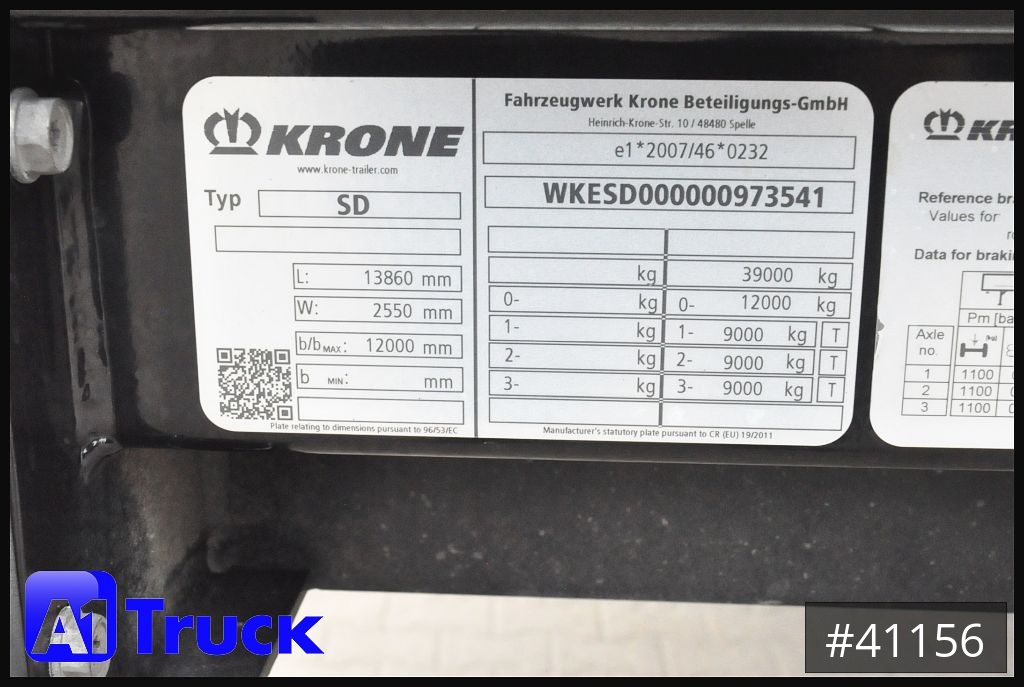 KRONE
www.krone-trailer.com
Typ SD
L: 13860 mm
W: 2550 mm
b/b MAX: 12000 mm
b MIN: mm
Plate relating to dimensions pursuant to 96/53/EC
Fahrzeugwerk Krone Beteiligungs-GmbH
Heinrich-Krone-Str. 10 / 48480 Spelle
e1*2007/46*0232
WKESD000000973541
kg 39000 kg
0- kg 0- 12000 kg
1- kg 1- 9000 kg T
2- kg 2- 9000 kg T
3- kg 3- 9000 kg T
Manufacturer's statutory plate pursuant to CR (EU) 19/2011
KR
Reference br
Values for
Data for braki
Pm [ba
Axle
no.
1 1100
2 1100
3 1100
A1 Truck
#41156